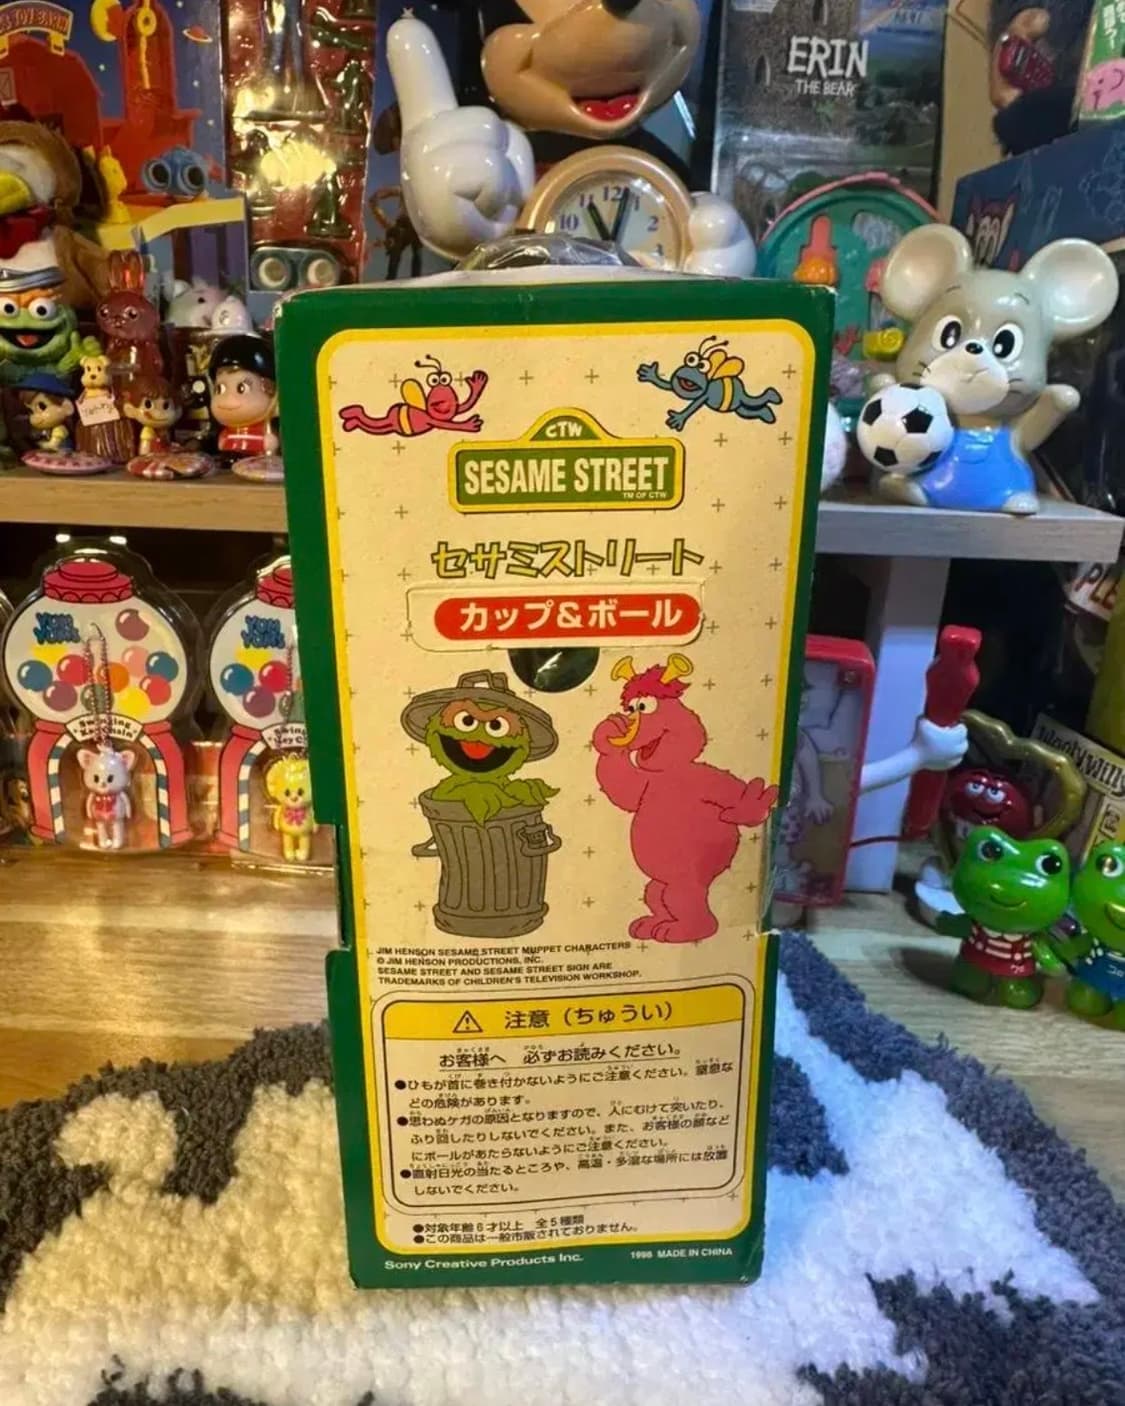 ERIN
THE BEAR
10 11 12 2 3
CTW
SESAME STREET
TM OF CTW
セサミストリート
カップ&ボール
Swinging
Key Chain
JIM HENSON SESAME STREET MUPPET CHARACTERS
© JIM HENSON PRODUCTIONS, INC.
SESAME STREET AND SESAME STREET SIGN ARE
TRADEMARKS OF CHILDREN'S TELEVISION WORKSHOP.
⚠ 注意(ちゅうい)
お客様へ 必ずお読みください。
●ひもが首に巻き付かないようにご注意ください。窒息な
どの危険があります。
●思わぬケガの原因となりますので、人にむけて突いたり、
ふり回したりしないでください。また、お客様の顔など
にボールがあたらないようにご注意ください。
●直射日光の当たるところや、高温・多湿な場所には放置
しないでください。
●対象年齢6才以上 全5種類
●この商品は一般市販されておりません。
Sony Creative Products Inc.
1998 MADE IN CHINA